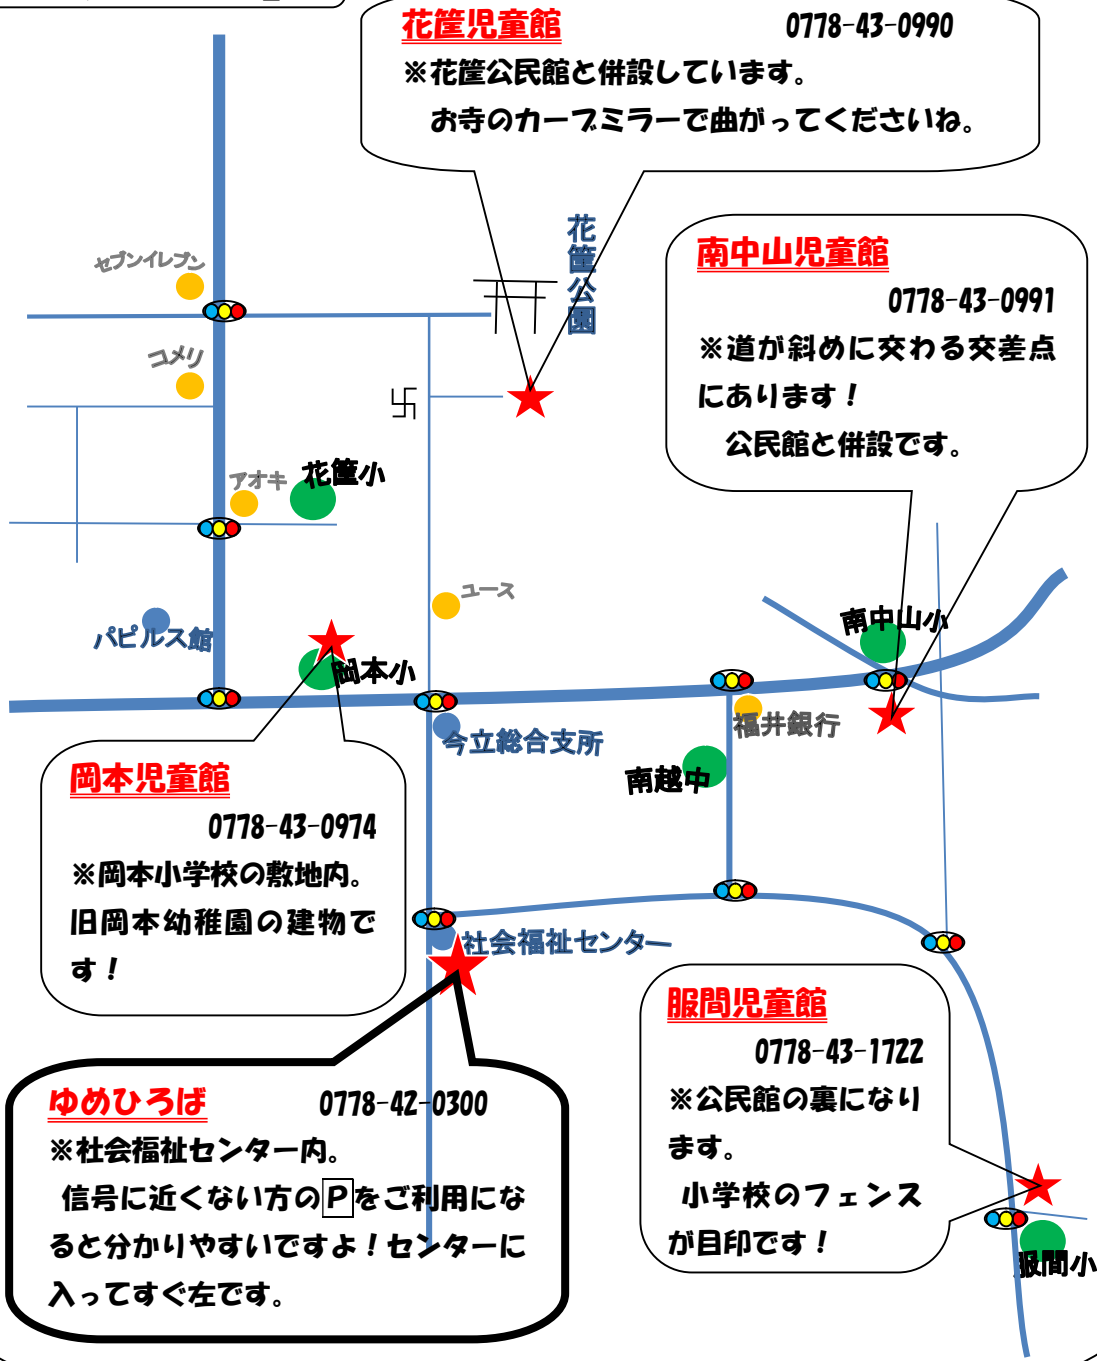 花筐児童館 0778-43-0990
※花筐公民館と併設しています。
お寺のカーブミラーで曲がってくださいね。
花筐公園
セブンイレブン
南中山児童館
0778-43-0991
※道が斜めに交わる交差点
にあります!
公民館と併設です。
コメリ
卐
アオキ
花筐小
ユース
パピルス館
岡本小
南中山小
福井銀行
今立総合支所
南越中
岡本児童館
0778-43-0974
※岡本小学校の敷地内。
旧岡本幼稚園の建物で
す!
社会福祉センター
服間児童館
0778-43-1722
※公民館の裏になり
ます。
小学校のフェンス
が目印です!
ゆめひろば 0778-42-0300
※社会福祉センター内。
信号に近くない方のPをご利用にな
ると分かりやすいですよ!センターに
入ってすぐ左です。
服間小